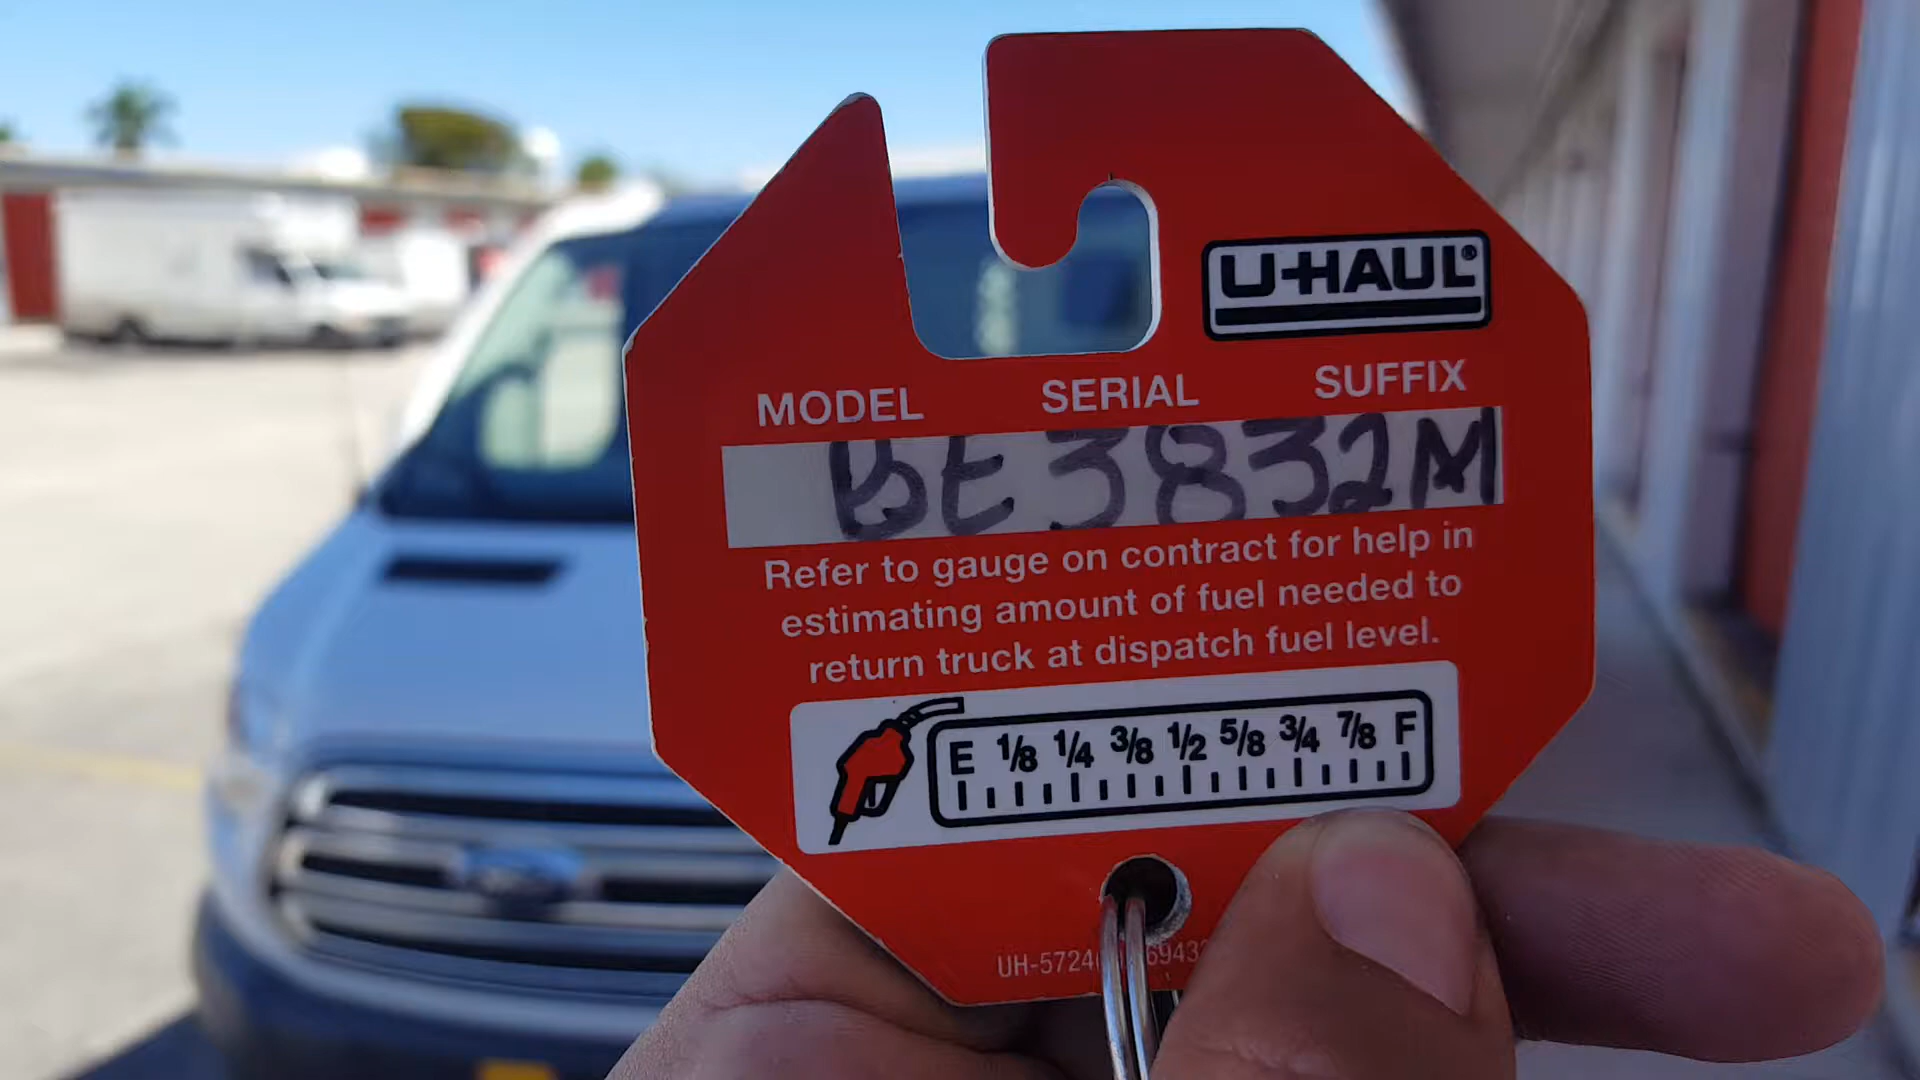 U-HAUL®
MODEL SERIAL SUFFIX
BE3832M
Refer to gauge on contract for help in
estimating amount of fuel needed to
return truck at dispatch fuel level.
E 1/8 1/4 3/8 1/2 5/8 3/4 7/8 F